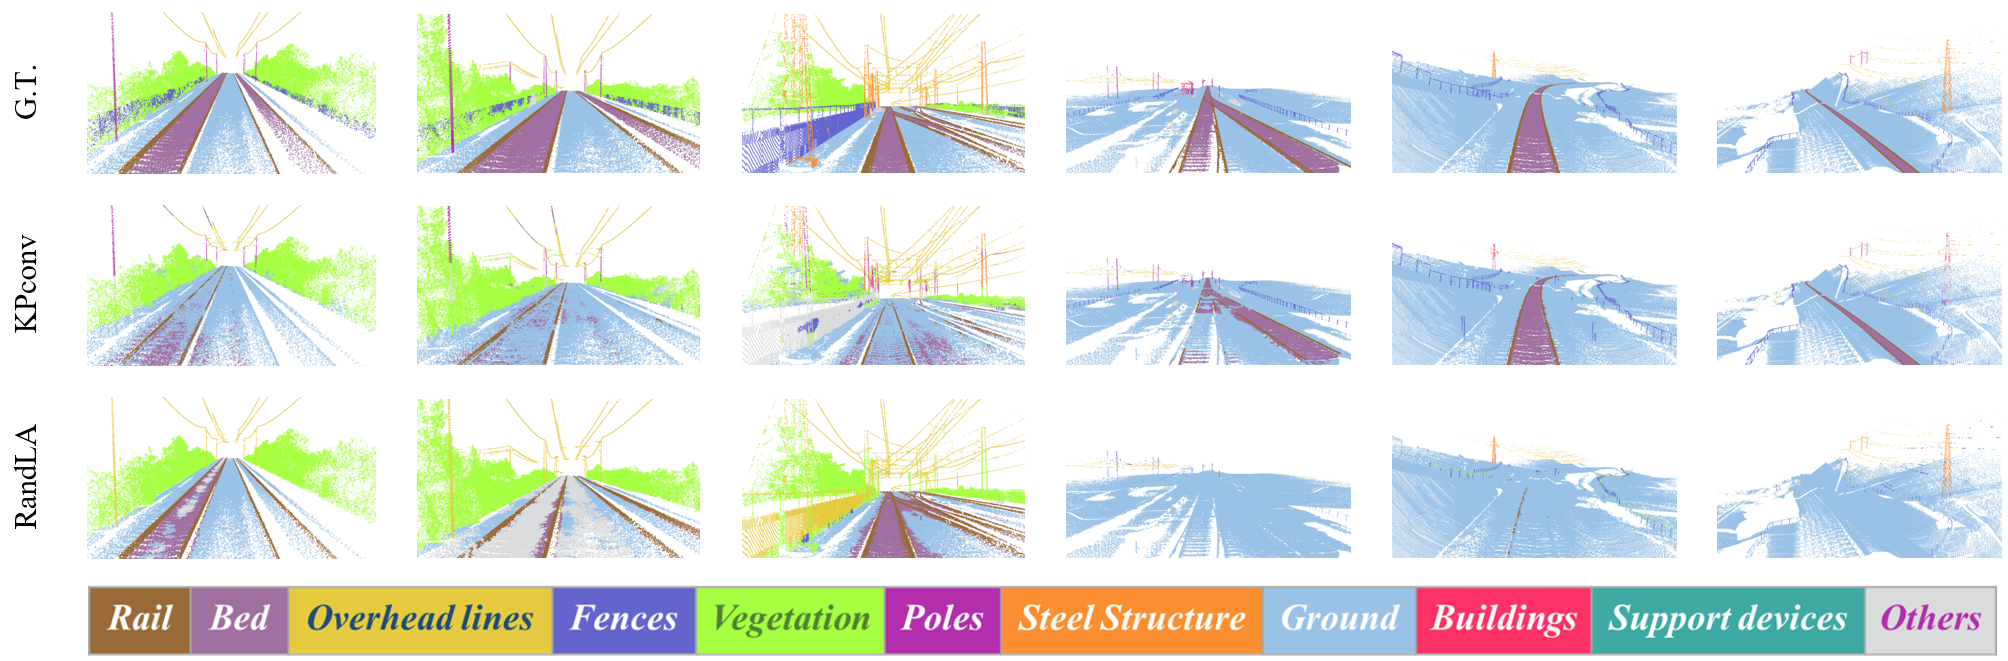 G.T.
KPconv
RandLA
Rail Bed Overhead lines Fences Vegetation Poles Steel Structure Ground Buildings Support devices Others